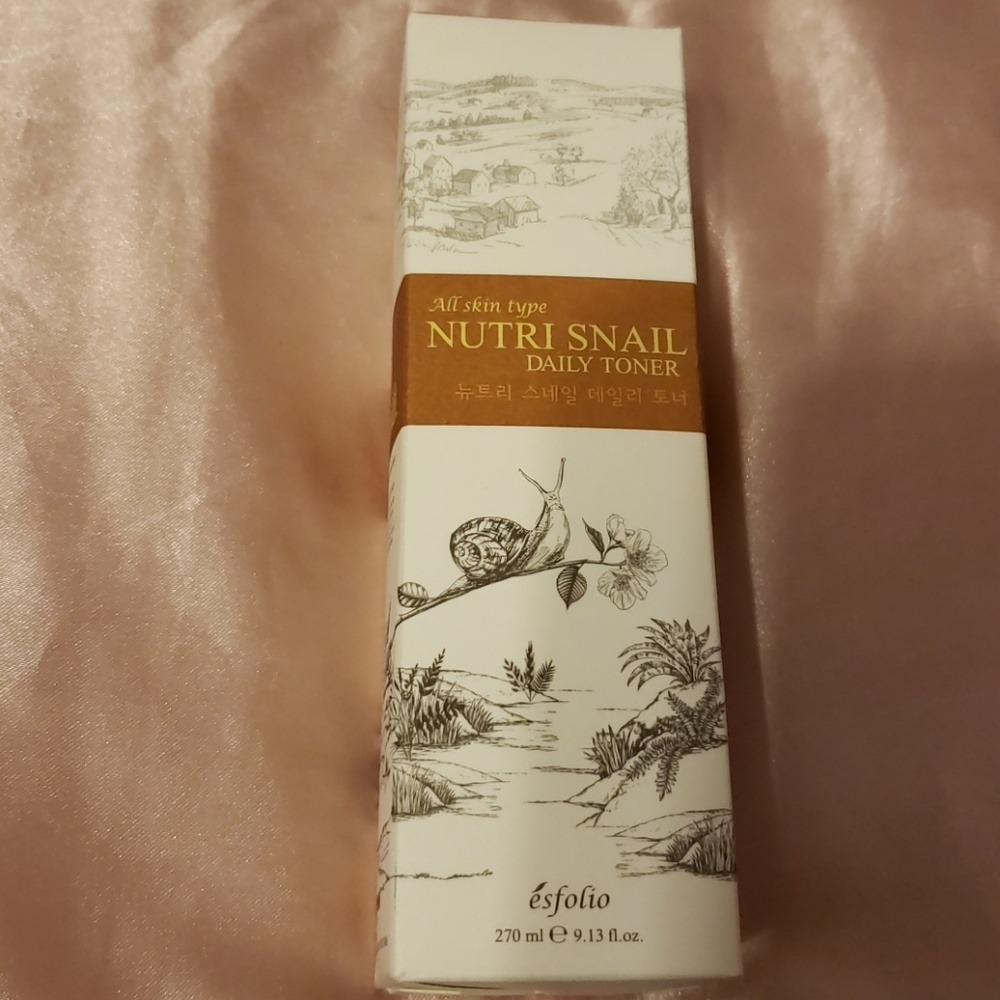 All skin type
NUTRI SNAIL
DAILY TONER
뉴트리 스네일 데일리 토너
ésfolio
270 ml ℮ 9.13 fl.oz.